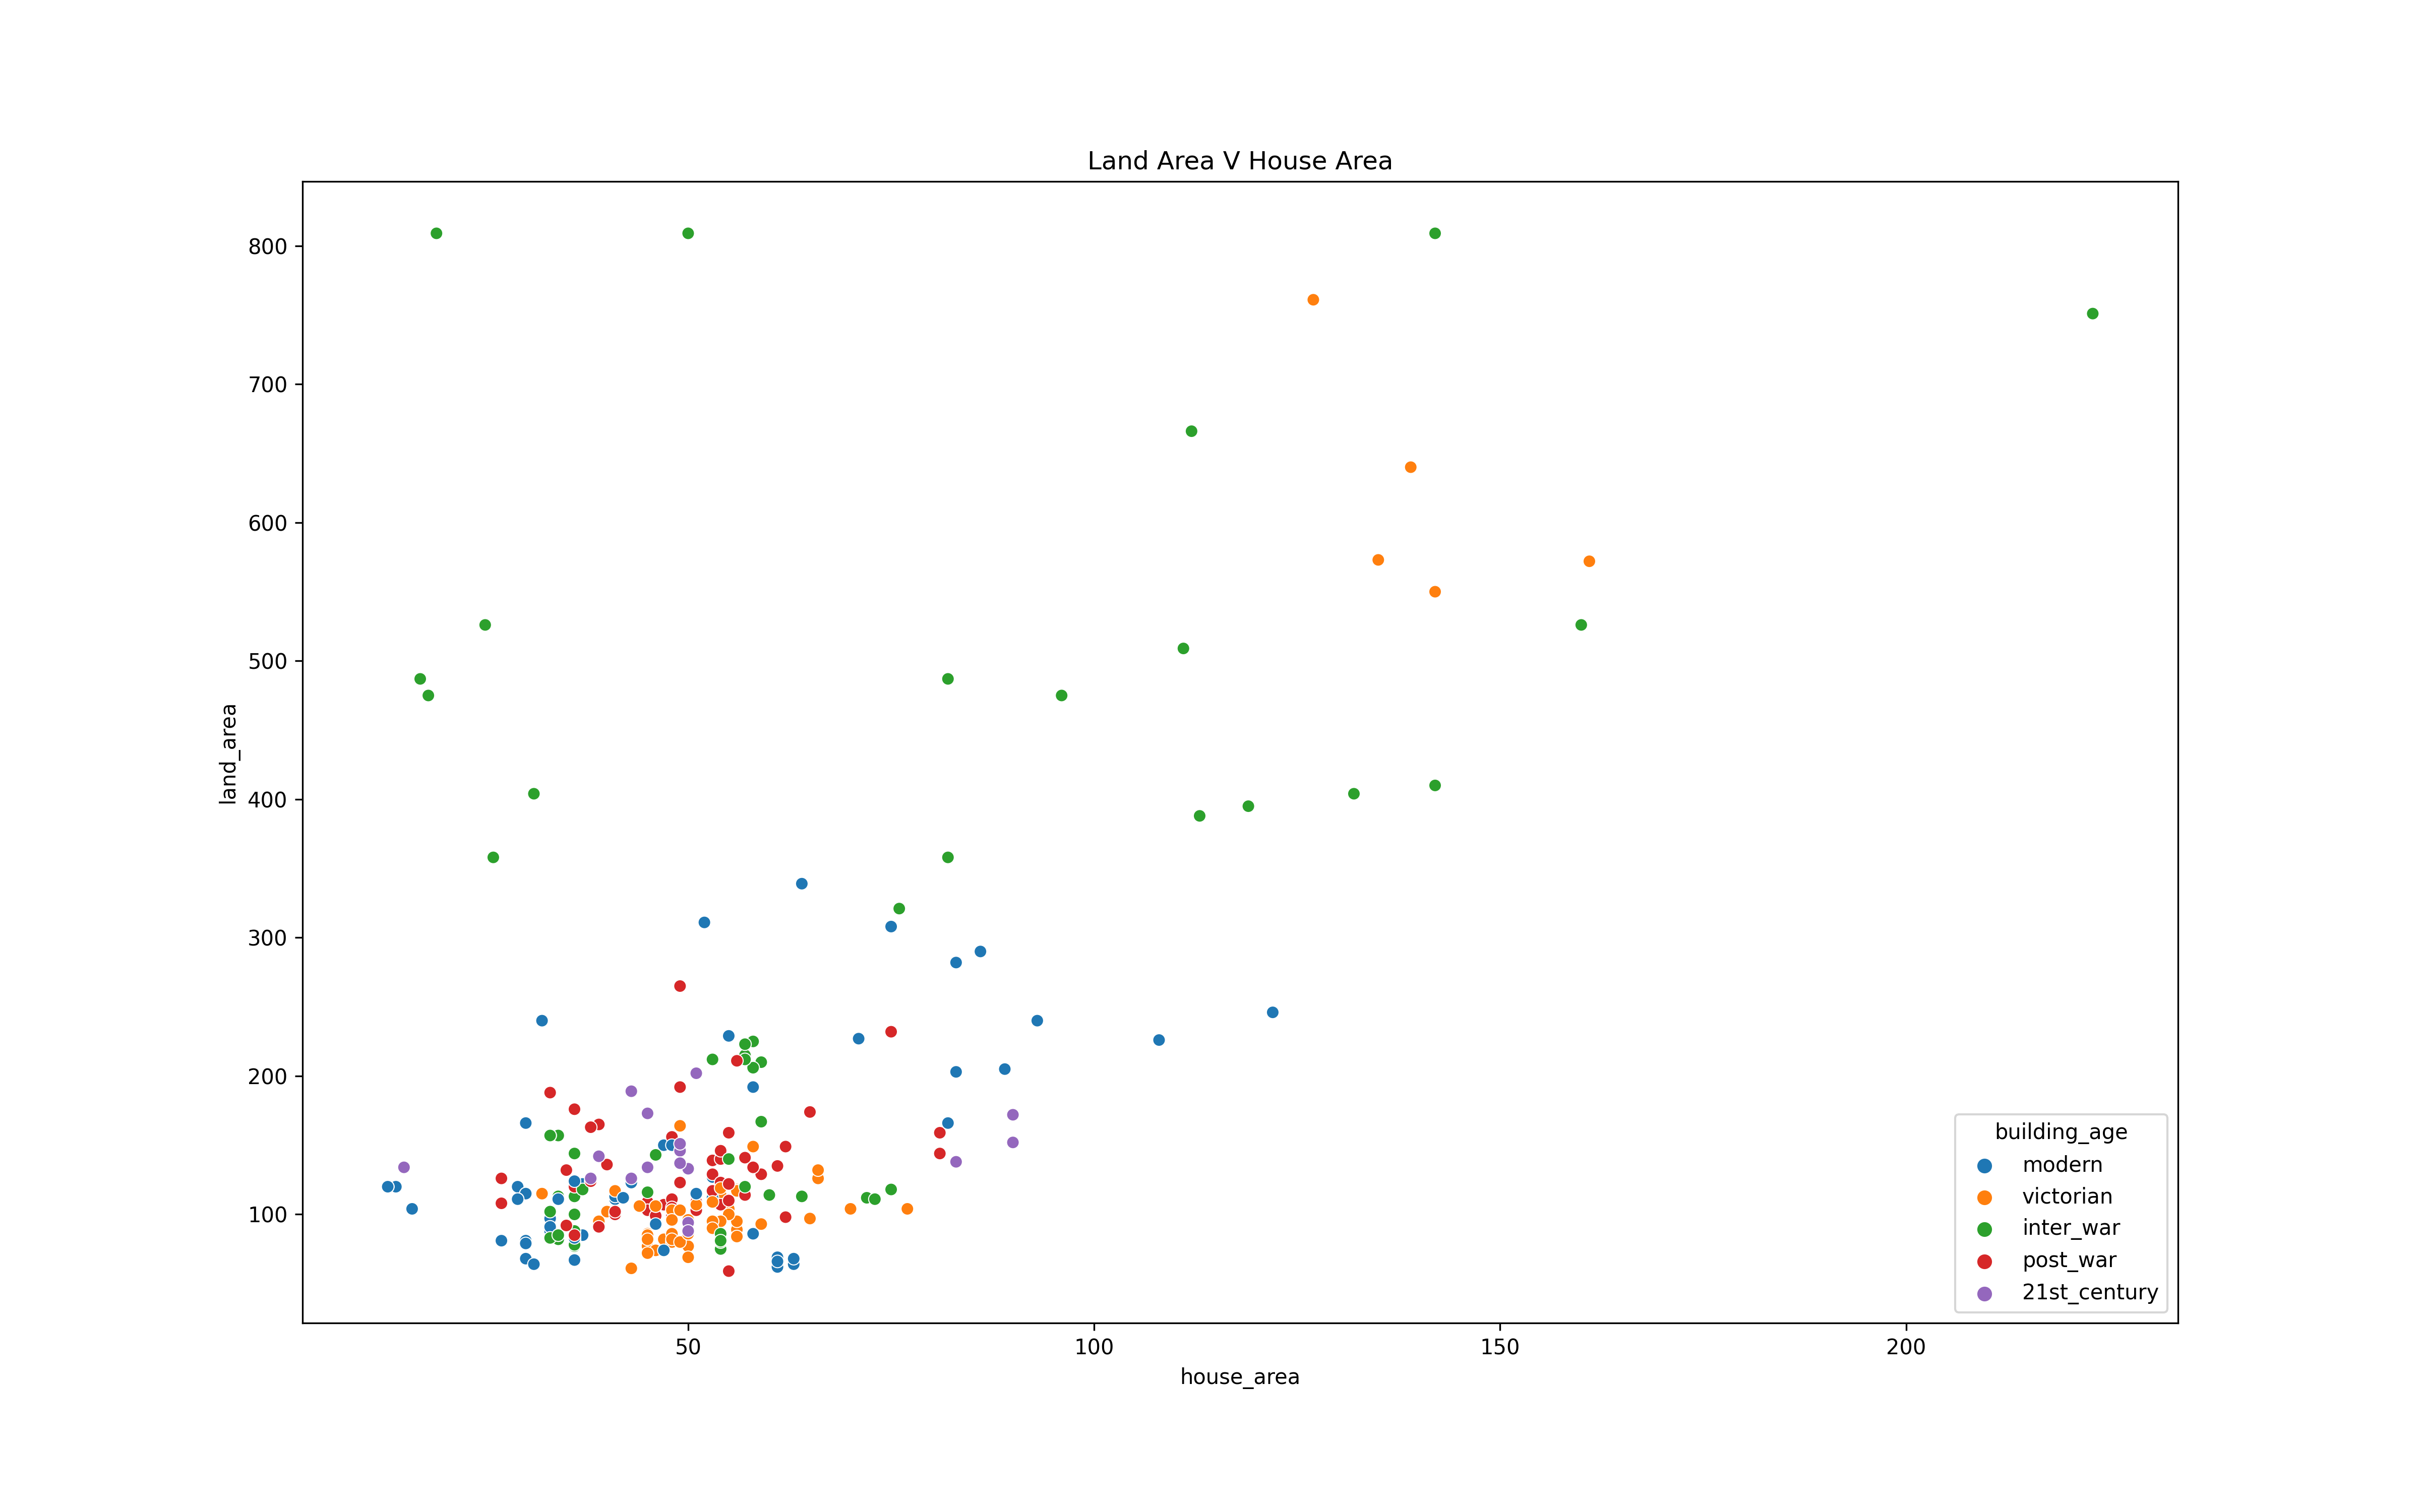 Land Area V House Area
800
700
600
500
400
300
200
100
land_area
50 100 150 200
house_area
building_age
modern
victorian
inter_war
post_war
21st_century